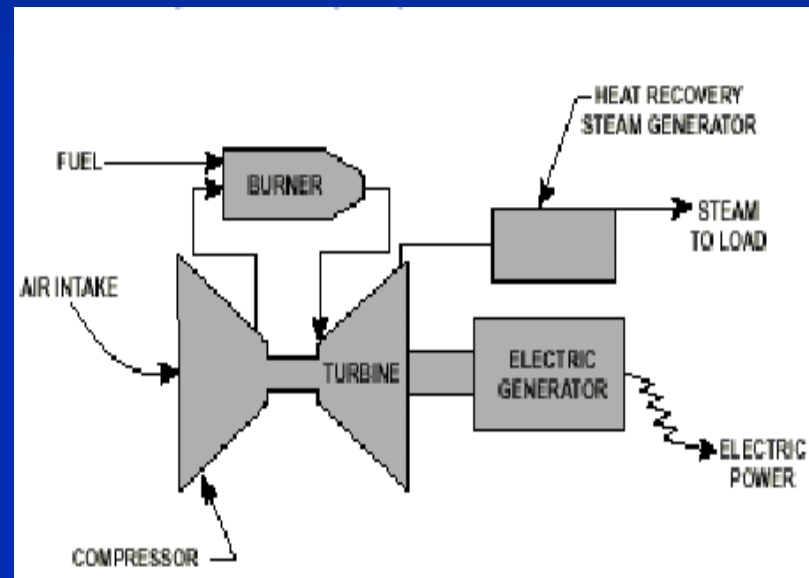 HEAT RECOVERY
STEAM GENERATOR
FUEL
BURNER
STEAM
TO LOAD
AIR INTAKE
TURBINE
ELECTRIC
GENERATOR
ELECTRIC
POWER
COMPRESSOR